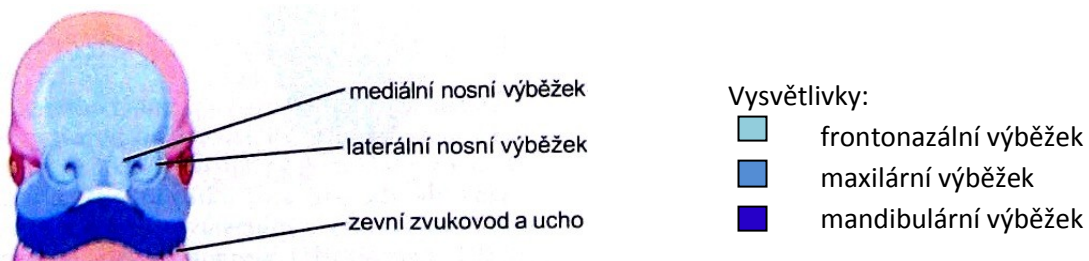 mediální nosní výběžek
laterální nosní výběžek
zevní zvukovod a ucho
Vysvětlivky:
frontonazální výběžek
maxilární výběžek
mandibulární výběžek